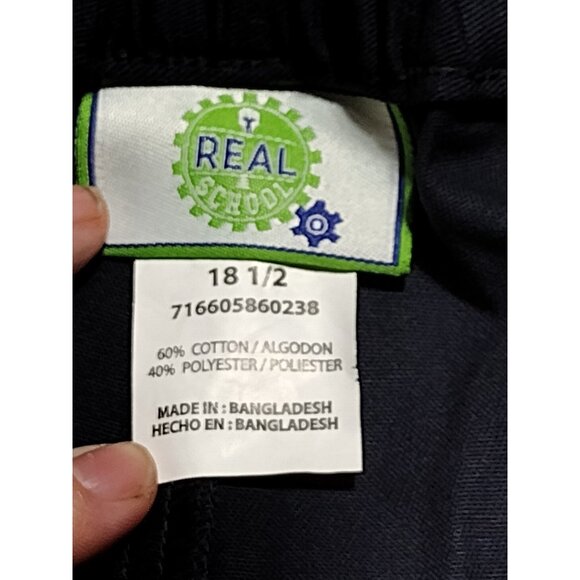 REAL
SCHOOL
18 1/2
716605860238
60% COTTON / ALGODON
40% POLYESTER / POLIESTER
MADE IN : BANGLADESH
HECHO EN : BANGLADESH